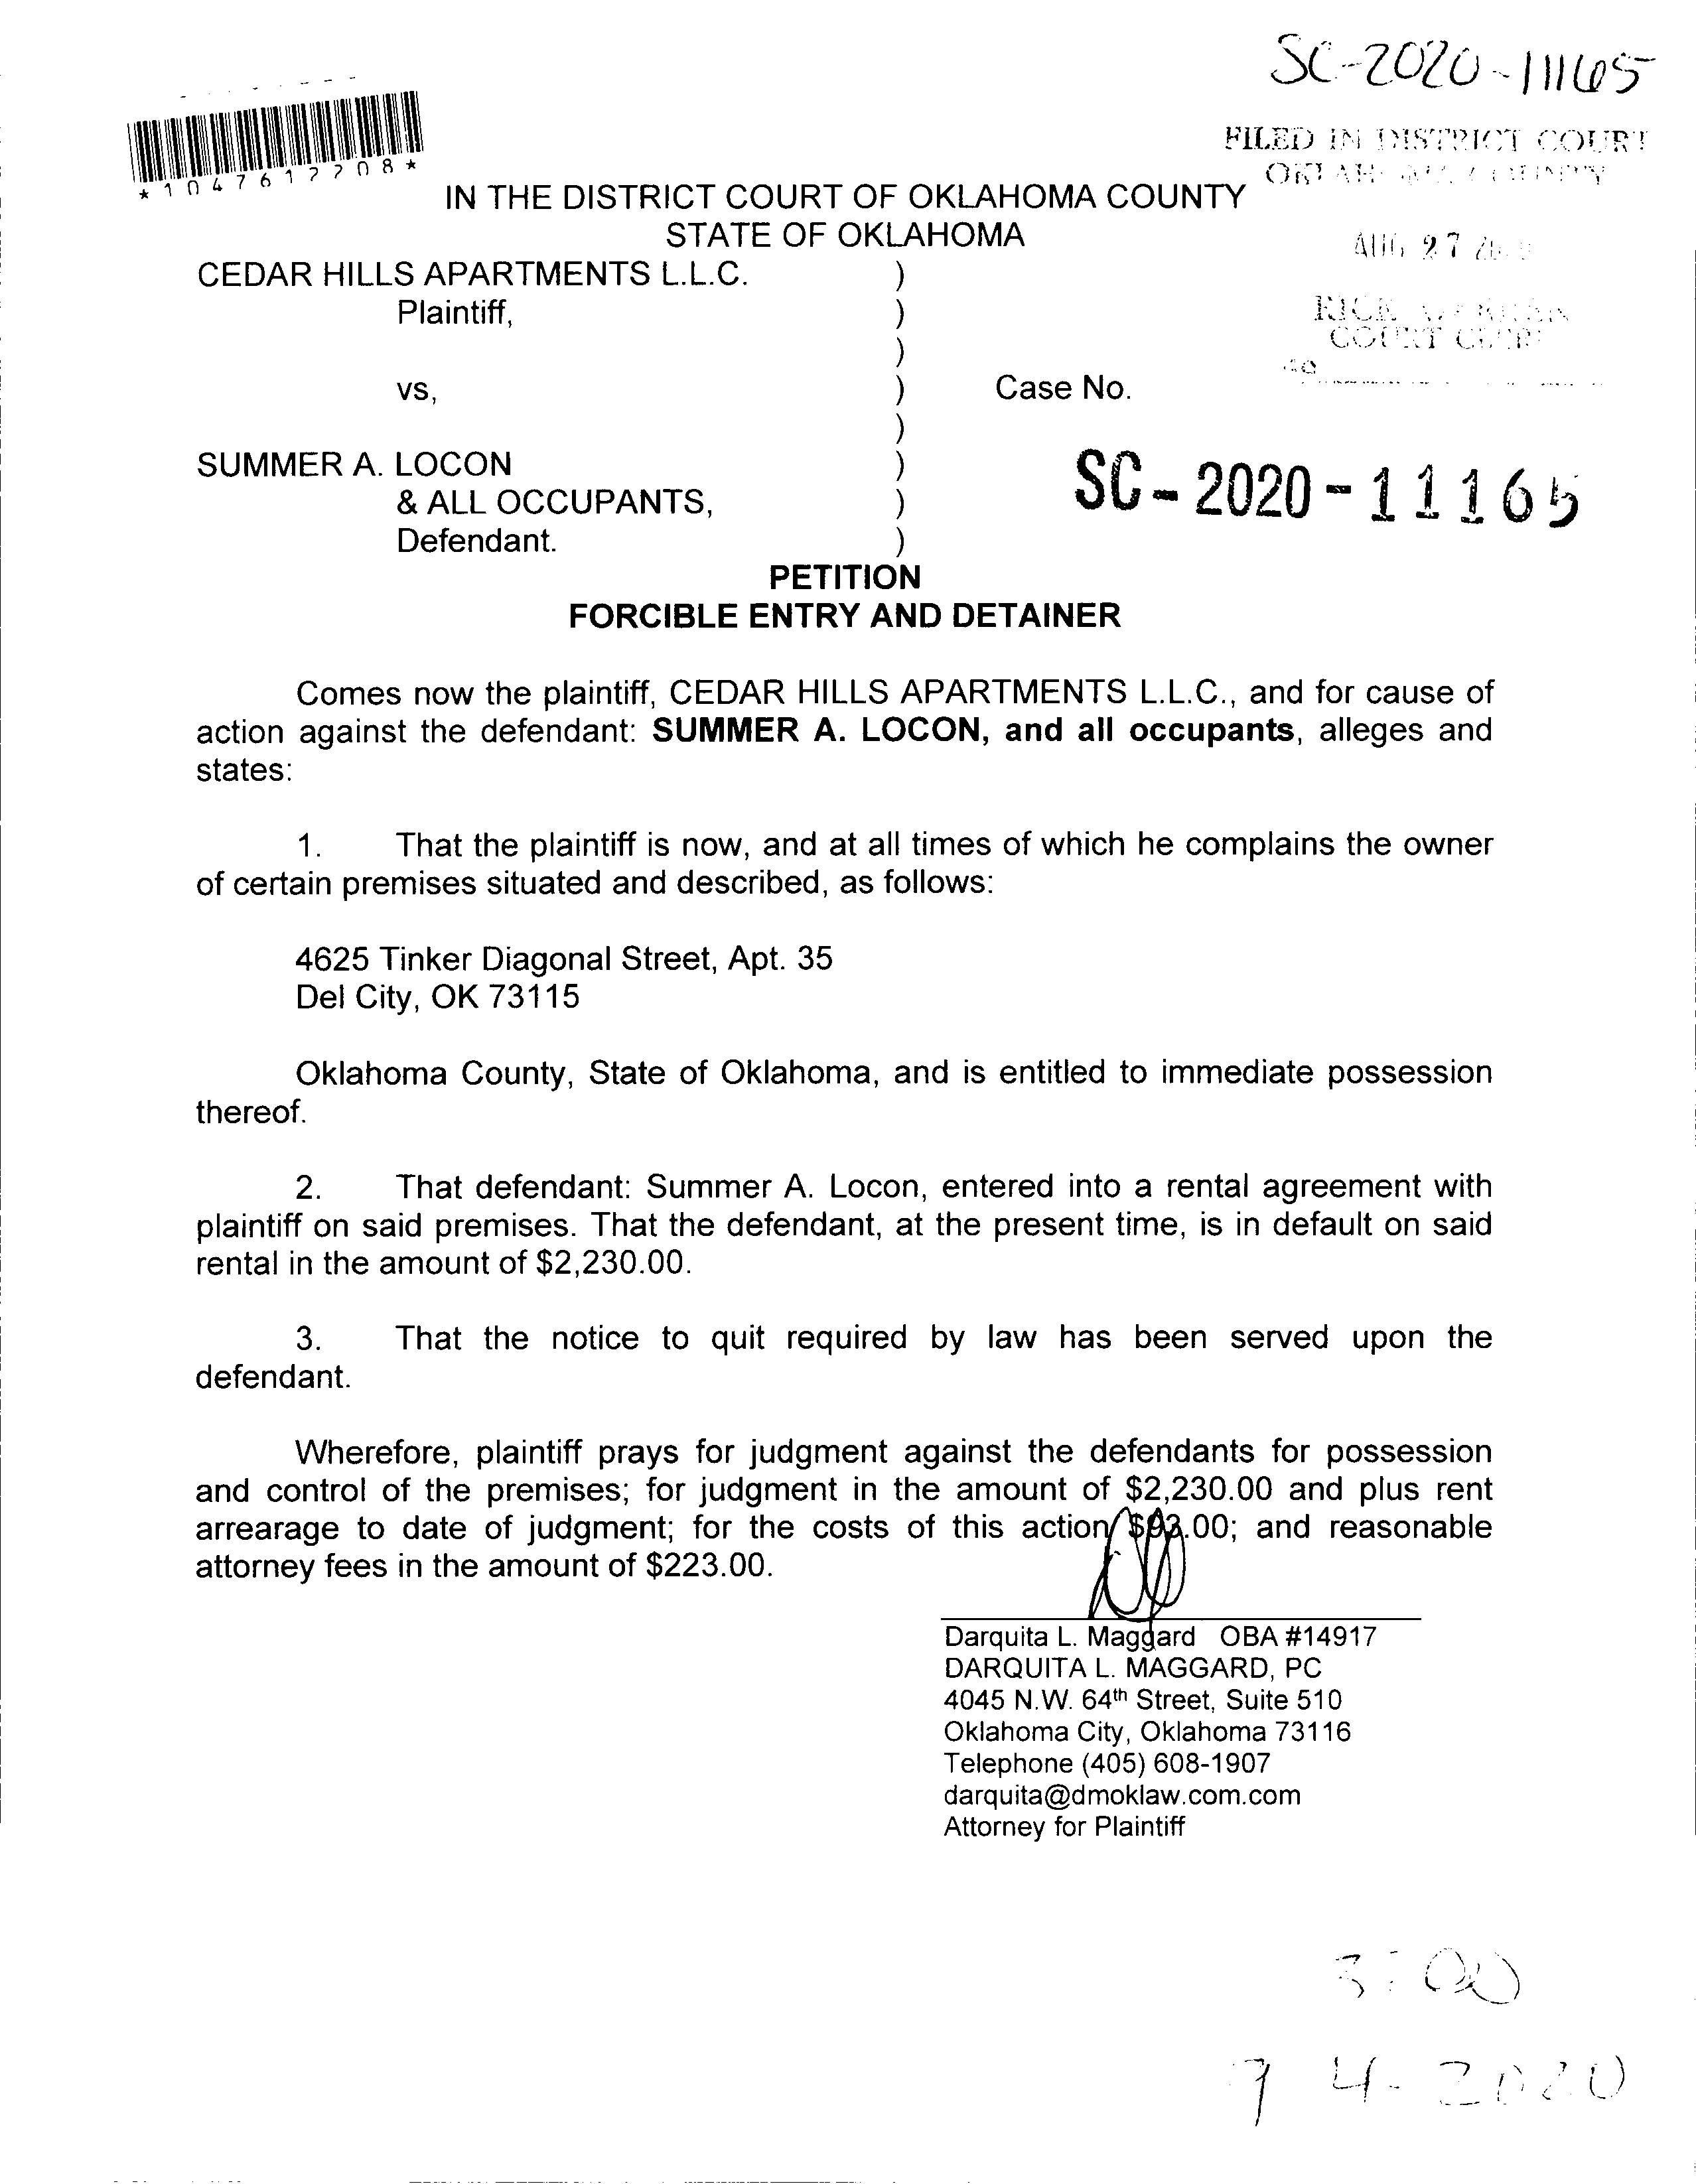 SC-2020-11165
FILED IN DISTRICT COURT
OKLAHOMA COUNTY
*1047612208*
IN THE DISTRICT COURT OF OKLAHOMA COUNTY
STATE OF OKLAHOMA
AUG 27
CEDAR HILLS APARTMENTS L.L.C. )
Plaintiff, )
RICK
COURT CLERK
)
vs, ) Case No.
)
SUMMER A. LOCON )
SC-2020-11165
& ALL OCCUPANTS, )
Defendant. )
PETITION
FORCIBLE ENTRY AND DETAINER
Comes now the plaintiff, CEDAR HILLS APARTMENTS L.L.C., and for cause of
action against the defendant: SUMMER A. LOCON, and all occupants, alleges and
states:
1. That the plaintiff is now, and at all times of which he complains the owner
of certain premises situated and described, as follows:
4625 Tinker Diagonal Street, Apt. 35
Del City, OK 73115
Oklahoma County, State of Oklahoma, and is entitled to immediate possession
thereof.
2. That defendant: Summer A. Locon, entered into a rental agreement with
plaintiff on said premises. That the defendant, at the present time, is in default on said
rental in the amount of $2,230.00.
3. That the notice to quit required by law has been served upon the
defendant.
Wherefore, plaintiff prays for judgment against the defendants for possession
and control of the premises; for judgment in the amount of $2,230.00 and plus rent
arrearage to date of judgment; for the costs of this action $93.00; and reasonable
attorney fees in the amount of $223.00.
Darquita L. Maggard OBA #14917
DARQUITA L. MAGGARD, PC
4045 N.W. 64th Street, Suite 510
Oklahoma City, Oklahoma 73116
Telephone (405) 608-1907
darquita@dmoklaw.com.com
Attorney for Plaintiff
3:00
9 4-2020